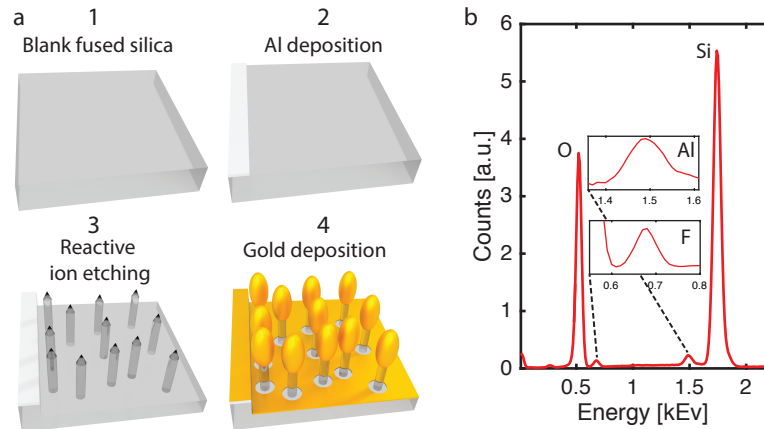 a
1
Blank fused silica
2
Al deposition
3
Reactive
ion etching
4
Gold deposition
b
Counts [a.u.]
6
5
4
3
2
1
0
0.5
1
1.5
2
Energy [kEv]
O
Si
Al
1.4
1.5
1.6
F
0.6
0.7
0.8